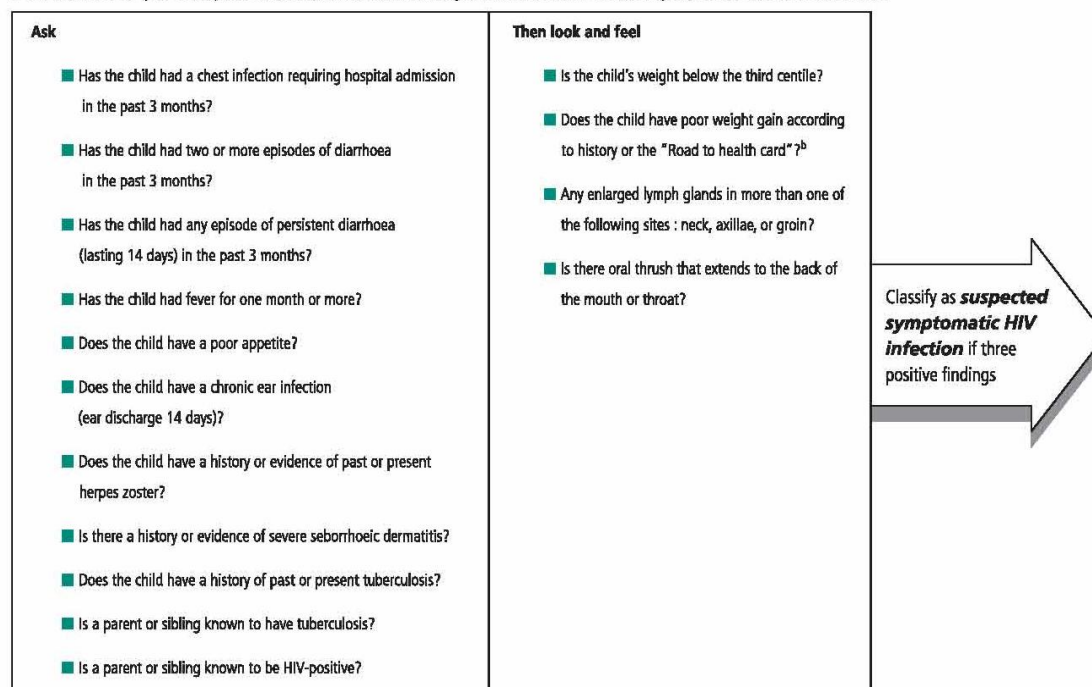 Ask
Has the child had a chest infection requiring hospital admission
in the past 3 months?
Has the child had two or more episodes of diarrhoea
in the past 3 months?
Has the child had any episode of persistent diarrhoea
(lasting 14 days) in the past 3 months?
Has the child had fever for one month or more?
Does the child have a poor appetite?
Does the child have a chronic ear infection
(ear discharge 14 days)?
Does the child have a history or evidence of past or present
herpes zoster?
Is there a history or evidence of severe seborrhoeic dermatitis?
Does the child have a history of past or present tuberculosis?
Is a parent or sibling known to have tuberculosis?
Is a parent or sibling known to be HIV-positive?
Then look and feel
Is the child's weight below the third centile?
Does the child have poor weight gain according
to history or the "Road to health card"?b
Any enlarged lymph glands in more than one of
the following sites : neck, axillae, or groin?
Is there oral thrush that extends to the back of
the mouth or throat?
Classify as suspected
symptomatic HIV
infection if three
positive findings